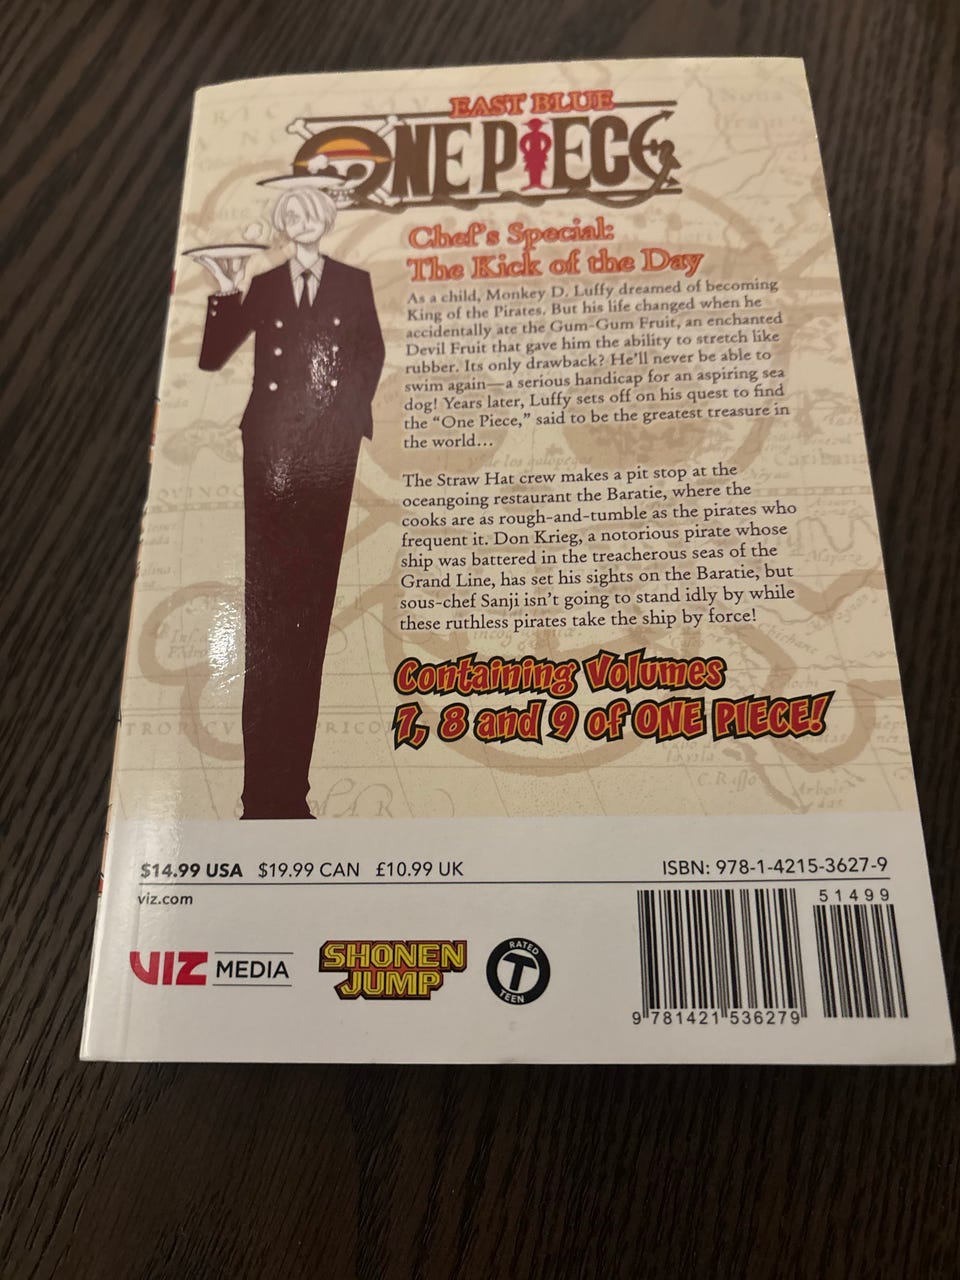 EAST BLUE
ONE PIECE
Chef's Special:
The Kick of the Day
As a child, Monkey D. Luffy dreamed of becoming
King of the Pirates. But his life changed when he
accidentally ate the Gum-Gum Fruit, an enchanted
Devil Fruit that gave him the ability to stretch like
rubber. Its only drawback? He'll never be able to
swim again—a serious handicap for an aspiring sea
dog! Years later, Luffy sets off on his quest to find
the "One Piece," said to be the greatest treasure in
the world...
The Straw Hat crew makes a pit stop at the
oceangoing restaurant the Baratie, where the
cooks are as rough-and-tumble as the pirates who
frequent it. Don Krieg, a notorious pirate whose
ship was battered in the treacherous seas of the
Grand Line, has set his sights on the Baratie, but
sous-chef Sanji isn't going to stand idly by while
these ruthless pirates take the ship by force!
Containing Volumes
7, 8 and 9 of ONE PIECE!
$14.99 USA $19.99 CAN £10.99 UK
ISBN: 978-1-4215-3627-9
viz.com
51499
VIZ MEDIA
SHONEN
JUMP
RATED
T
TEEN
9 781421 536279